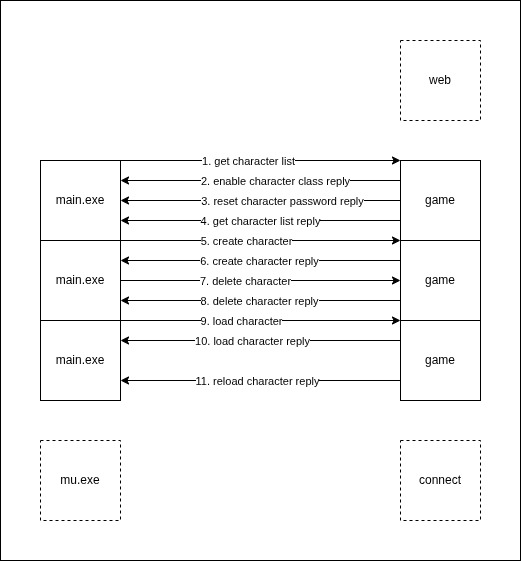 web
1. get character list
2. enable character class reply
main.exe
game
3. reset character password reply
4. get character list reply
5. create character
6. create character reply
main.exe
game
7. delete character
8. delete character reply
9. load character
10. load character reply
main.exe
game
11. reload character reply
mu.exe
connect